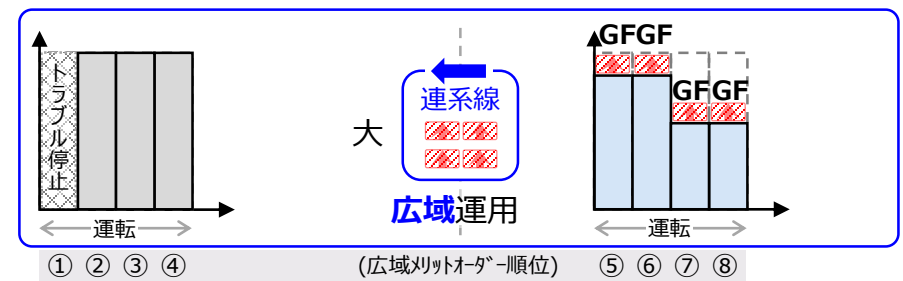 トラブル停止
運転
① ② ③ ④
大
連系線
広域運用
(広域メリットオーダー順位)
GF GF
GF GF
運転
⑤ ⑥ ⑦ ⑧